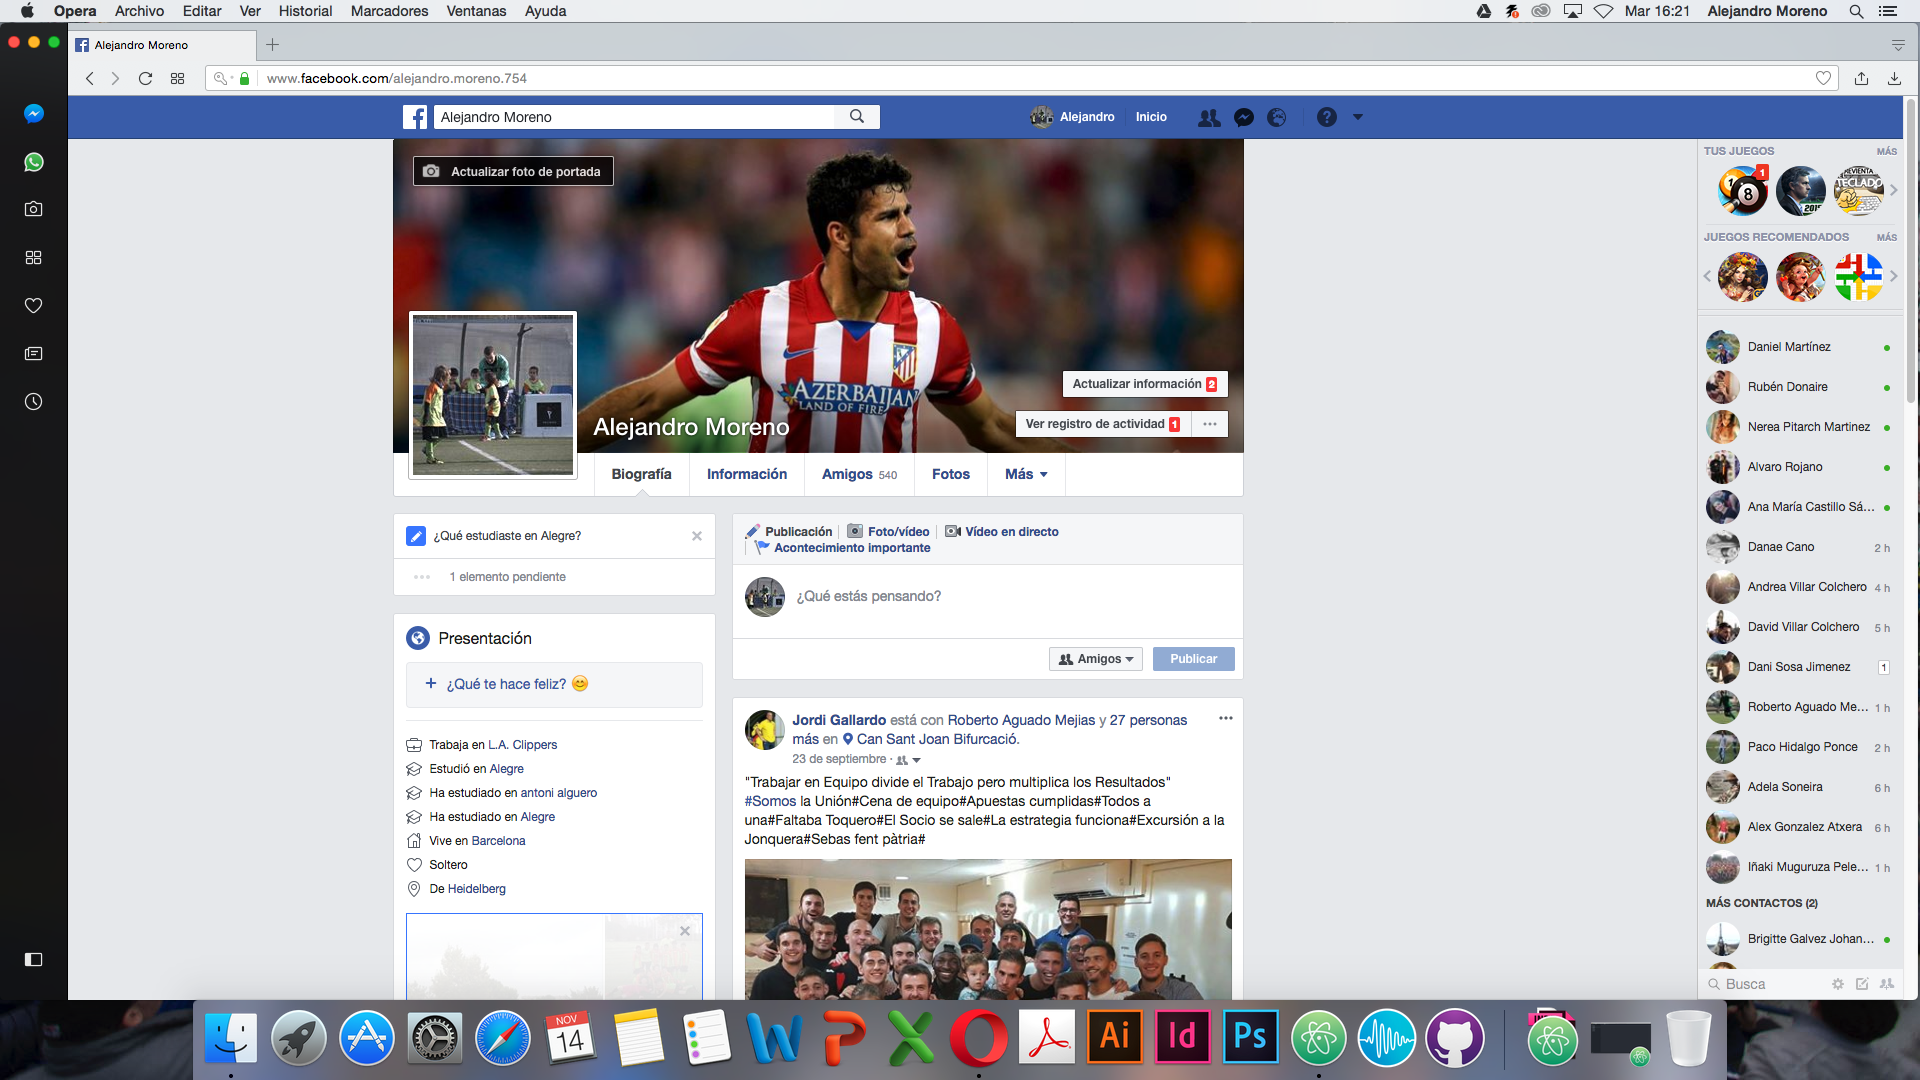 Opera Archivo Editar Ver Historial Marcadores Ventanas Ayuda Mar 16:21 Alejandro Moreno
Alejandro Moreno
www.facebook.com/alejandro.moreno.754
Alejandro Moreno
Alejandro Inicio
Actualizar foto de portada
AZERBAIJAN
LAND OF FIRE
Actualizar información 2
Ver registro de actividad 1
Alejandro Moreno
Biografía Información Amigos 540 Fotos Más
¿Qué estudiaste en Alegre?
1 elemento pendiente
Presentación
+ ¿Qué te hace feliz? 😊
Trabaja en L.A. Clippers
Estudió en Alegre
Ha estudiado en antoni alguero
Ha estudiado en Alegre
Vive en Barcelona
Soltero
De Heidelberg
Publicación Foto/vídeo Vídeo en directo
Acontecimiento importante
¿Qué estás pensando?
Amigos Publicar
Jordi Gallardo está con Roberto Aguado Mejias y 27 personas
más en Can Sant Joan Bifurcació.
23 de septiembre ·
"Trabajar en Equipo divide el Trabajo pero multiplica los Resultados"
#Somos la Unión#Cena de equipo#Apuestas cumplidas#Todos a
una#Faltaba Toquero#El Socio se sale#La estrategia funciona#Excursión a la
Jonquera#Sebas fent pàtria#
TUS JUEGOS MÁS
1
8
REVIENTA
TECLADO
JUEGOS RECOMENDADOS MÁS
Daniel Martínez
Rubén Donaire
Nerea Pitarch Martinez
Alvaro Rojano
Ana María Castillo Sá...
Danae Cano 2 h
Andrea Villar Colchero 4 h
David Villar Colchero 5 h
Dani Sosa Jimenez 1
Roberto Aguado Me... 1 h
Paco Hidalgo Ponce 2 h
Adela Soneira 6 h
Alex Gonzalez Atxera 6 h
Iñaki Muguruza Pele... 1 h
MÁS CONTACTOS (2)
Brigitte Galvez Johan...
Busca
NOV
14
Ai Id Ps